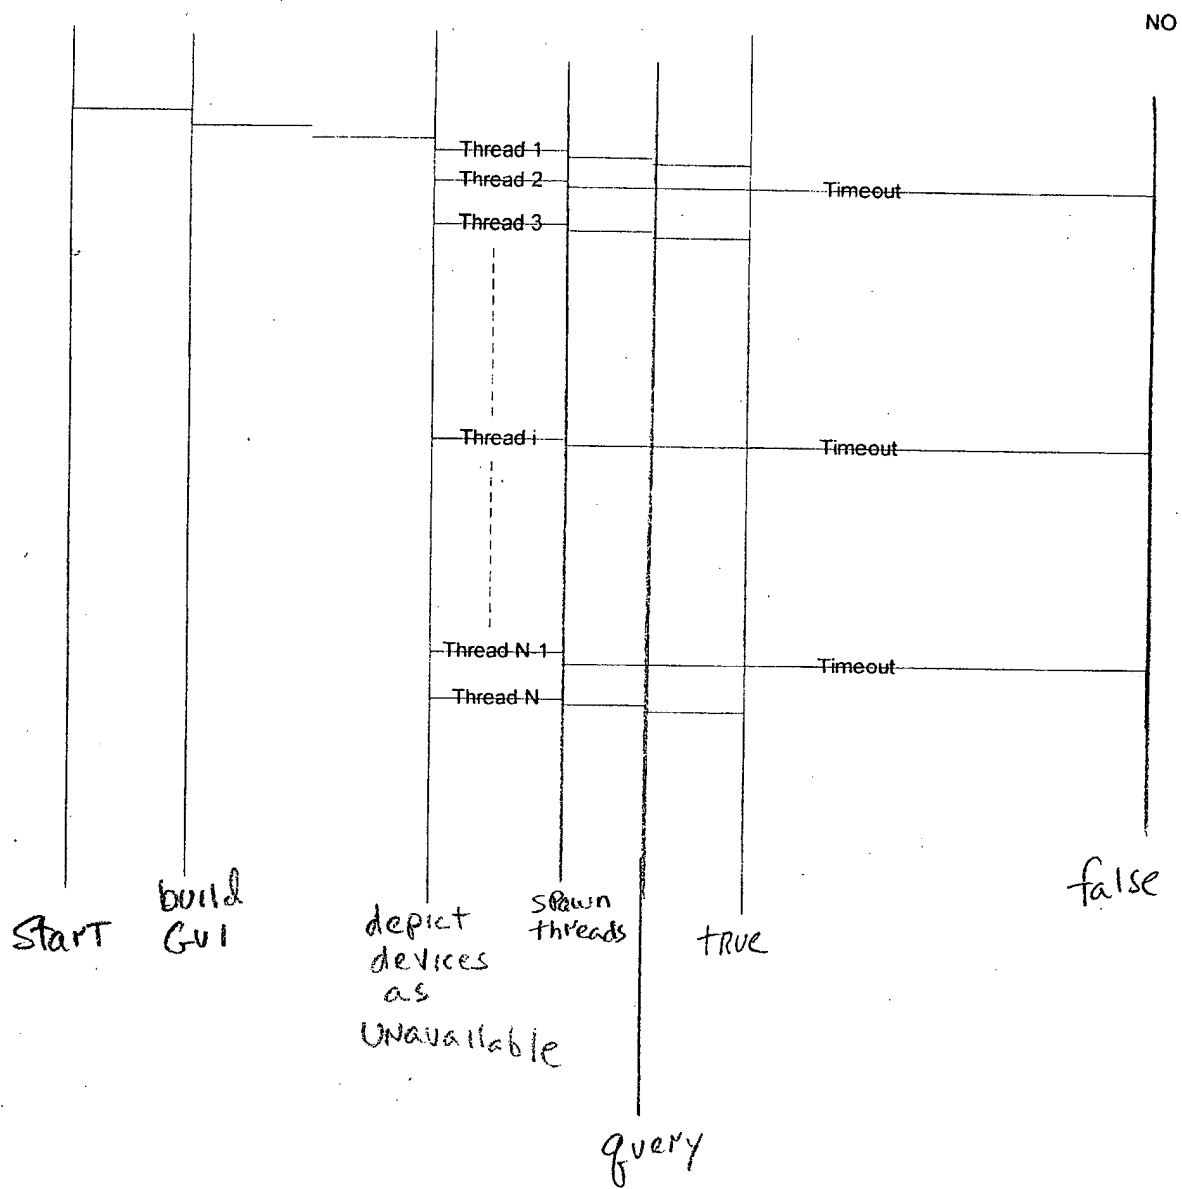 NO
Thread 1
Thread 2
Timeout
Thread 3
Thread i
Timeout
Thread N-1
Timeout
Thread N
Start
build
GUI
depict
devices
as
UNavailable
spawn
threads
query
tRUe
false